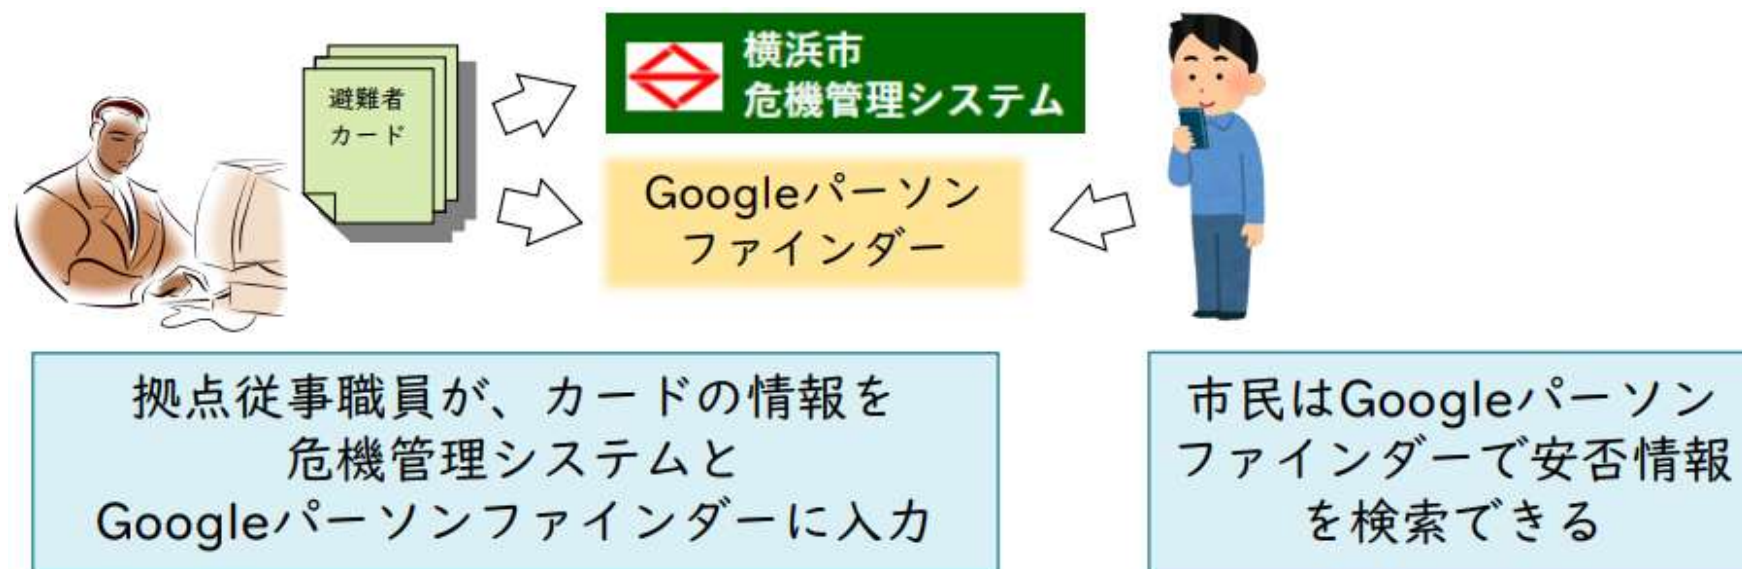 避難者
カード
横浜市
危機管理システム
Googleパーソン
ファインダー
拠点従事職員が、カードの情報を
危機管理システムと
Googleパーソンファインダーに入力
市民はGoogleパーソン
ファインダーで安否情報
を検索できる